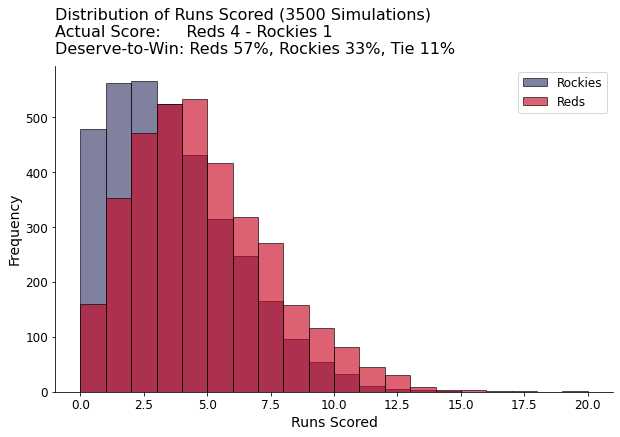 Distribution of Runs Scored (3500 Simulations)
Actual Score:     Reds 4 - Rockies 1
Deserve-to-Win: Reds 57%, Rockies 33%, Tie 11%
Rockies
Reds
Frequency
500
400
300
200
100
0
0.0 2.5 5.0 7.5 10.0 12.5 15.0 17.5 20.0
Runs Scored